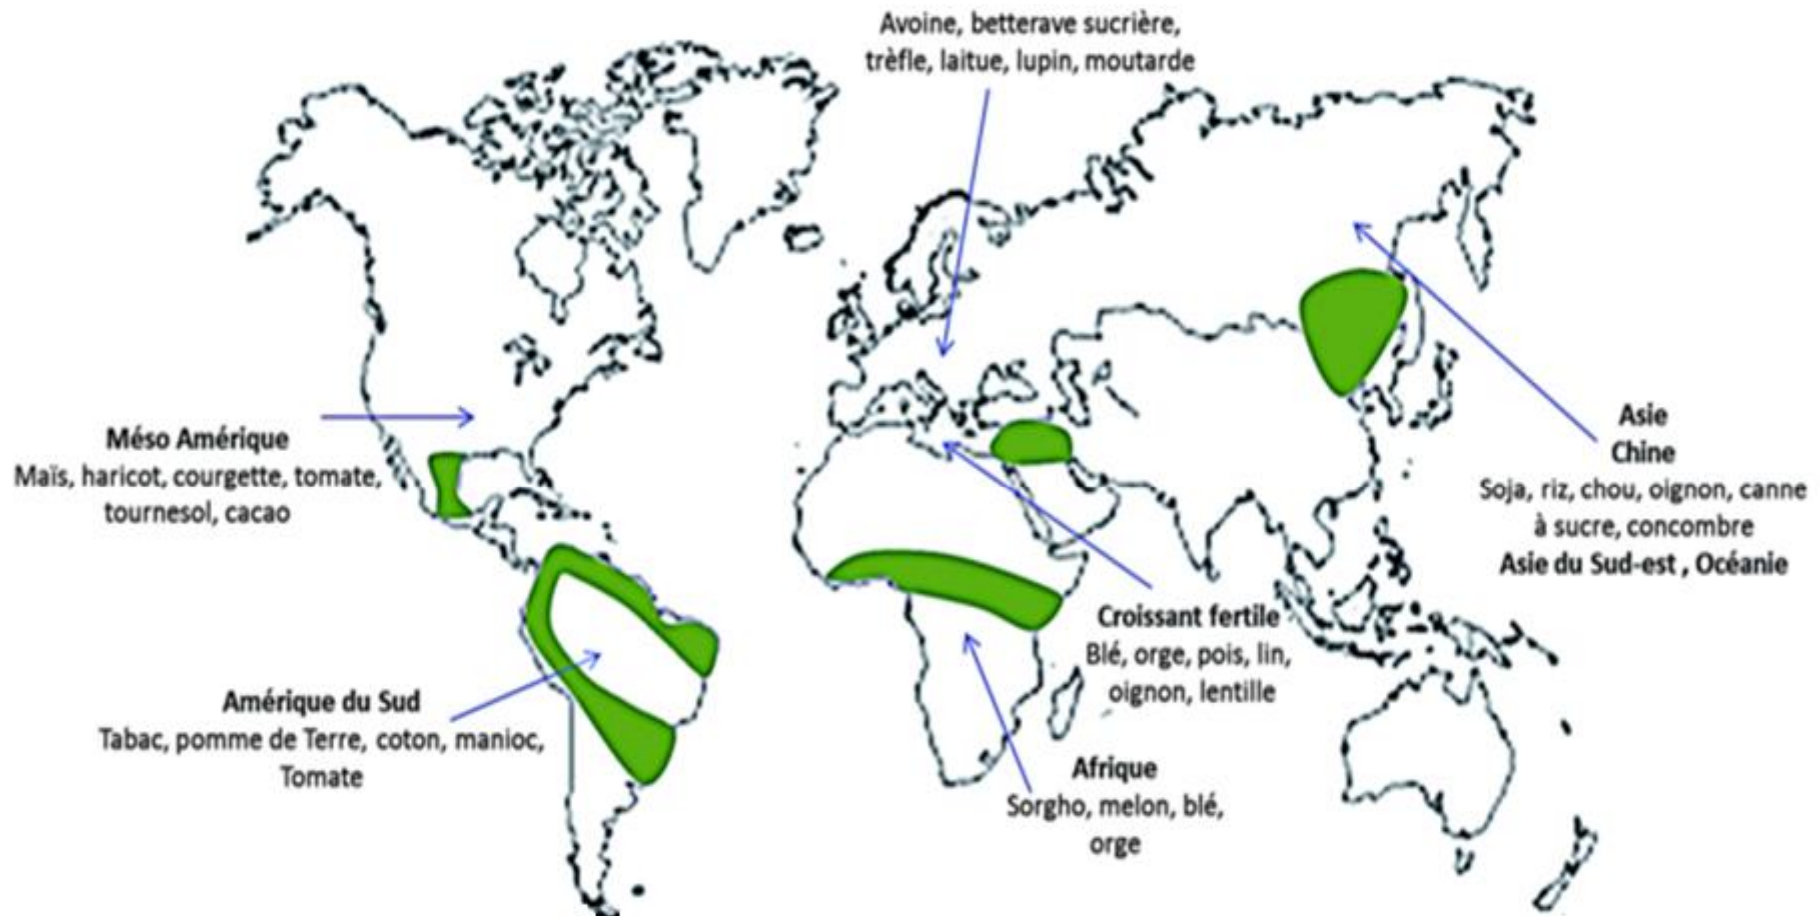 Avoine, betterave sucrière,
trèfle, laitue, lupin, moutarde
Méso Amérique
Maïs, haricot, courgette, tomate,
tournesol, cacao
Asie
Chine
Soja, riz, chou, oignon, canne
à sucre, concombre
Asie du Sud-est , Océanie
Croissant fertile
Blé, orge, pois, lin,
oignon, lentille
Amérique du Sud
Tabac, pomme de Terre, coton, manioc,
Tomate
Afrique
Sorgho, melon, blé,
orge